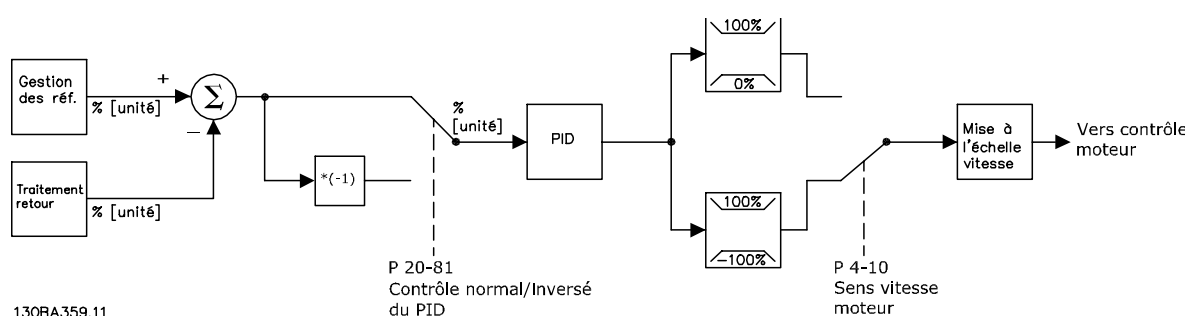 Gestion
des réf.
% [unité]
+
Σ
−
Traitement
retour
% [unité]
*(-1)
%
[unité]
P 20-81
Contrôle normal/Inversé
du PID
PID
100%
0%
100%
-100%
P 4-10
Sens vitesse
moteur
Mise à
l'échelle
vitesse
Vers contrôle
moteur
130BA359.11